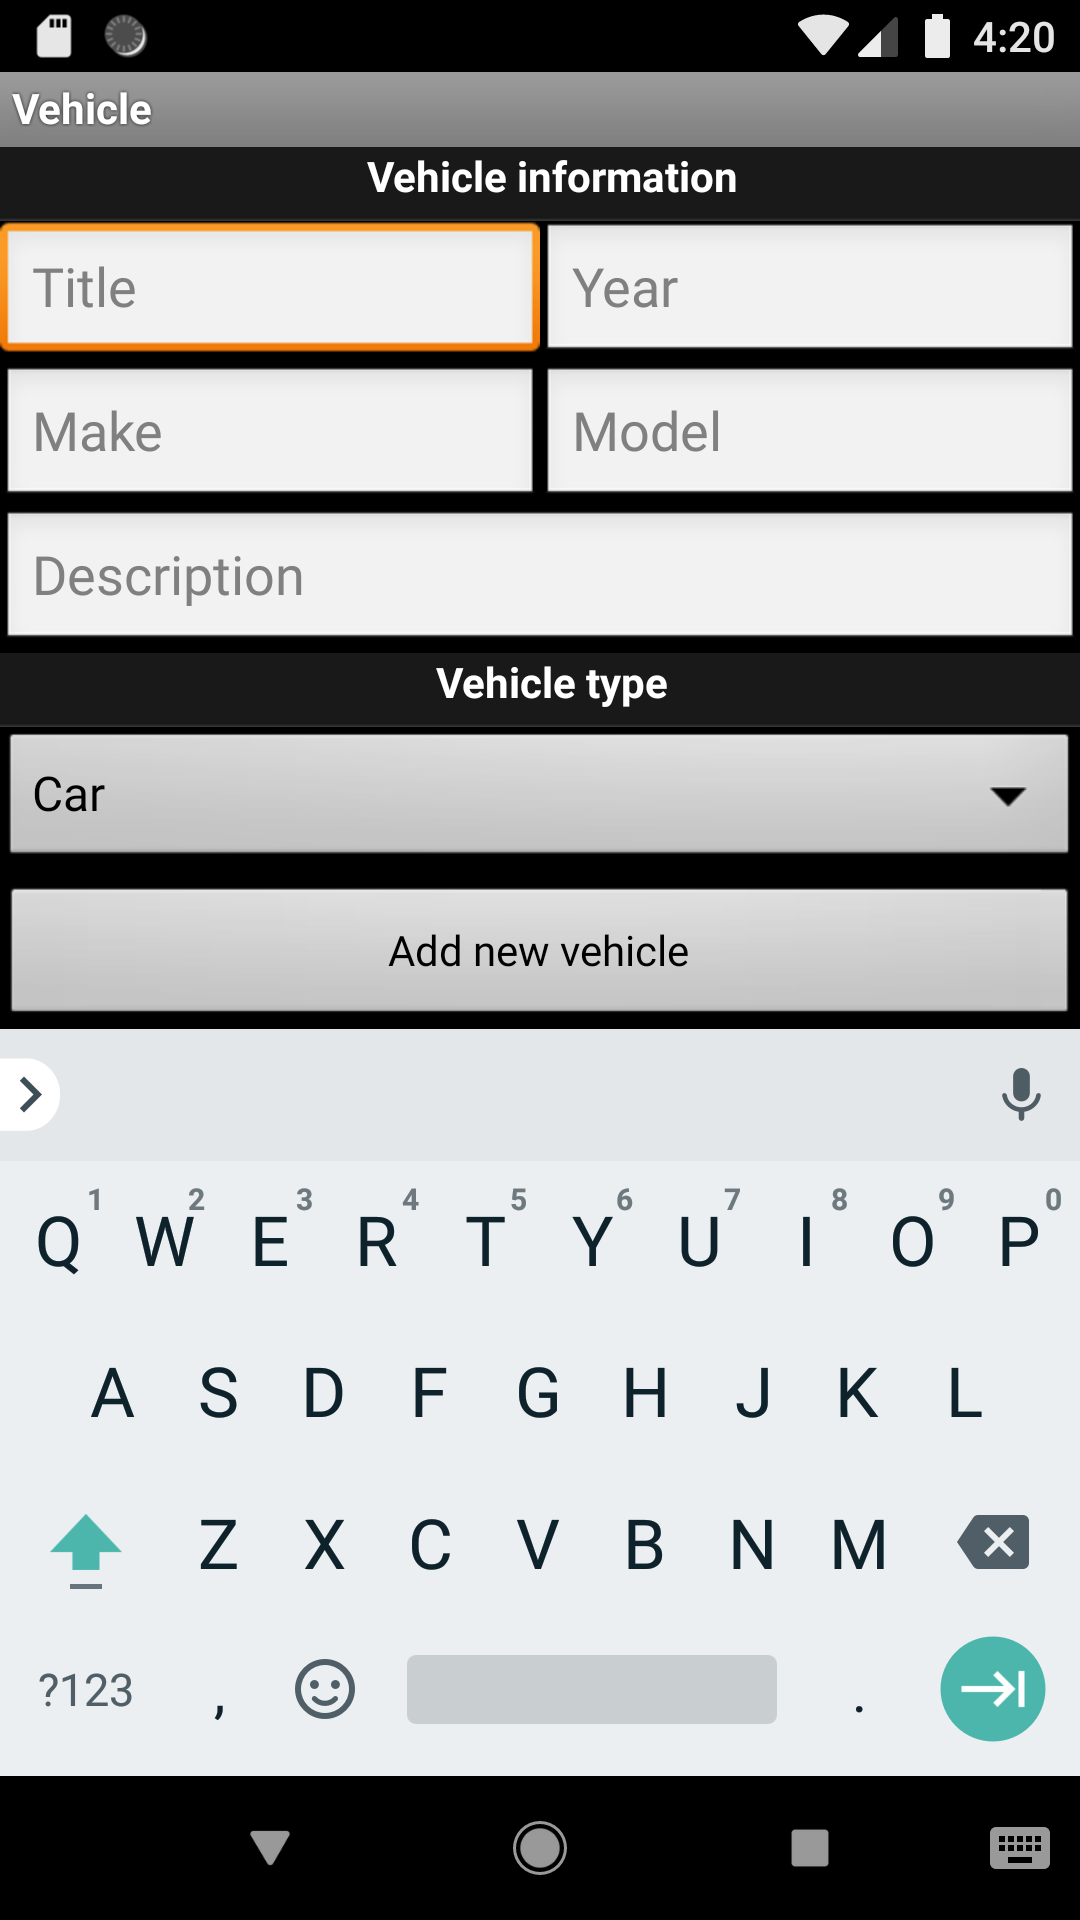 4:20
Vehicle
Vehicle information
Title Year
Make Model
Description
Vehicle type
Car
Add new vehicle
1 2 3 4 5 6 7 8 9 0
Q W E R T Y U I O P
A S D F G H J K L
Z X C V B N M
?123 , .